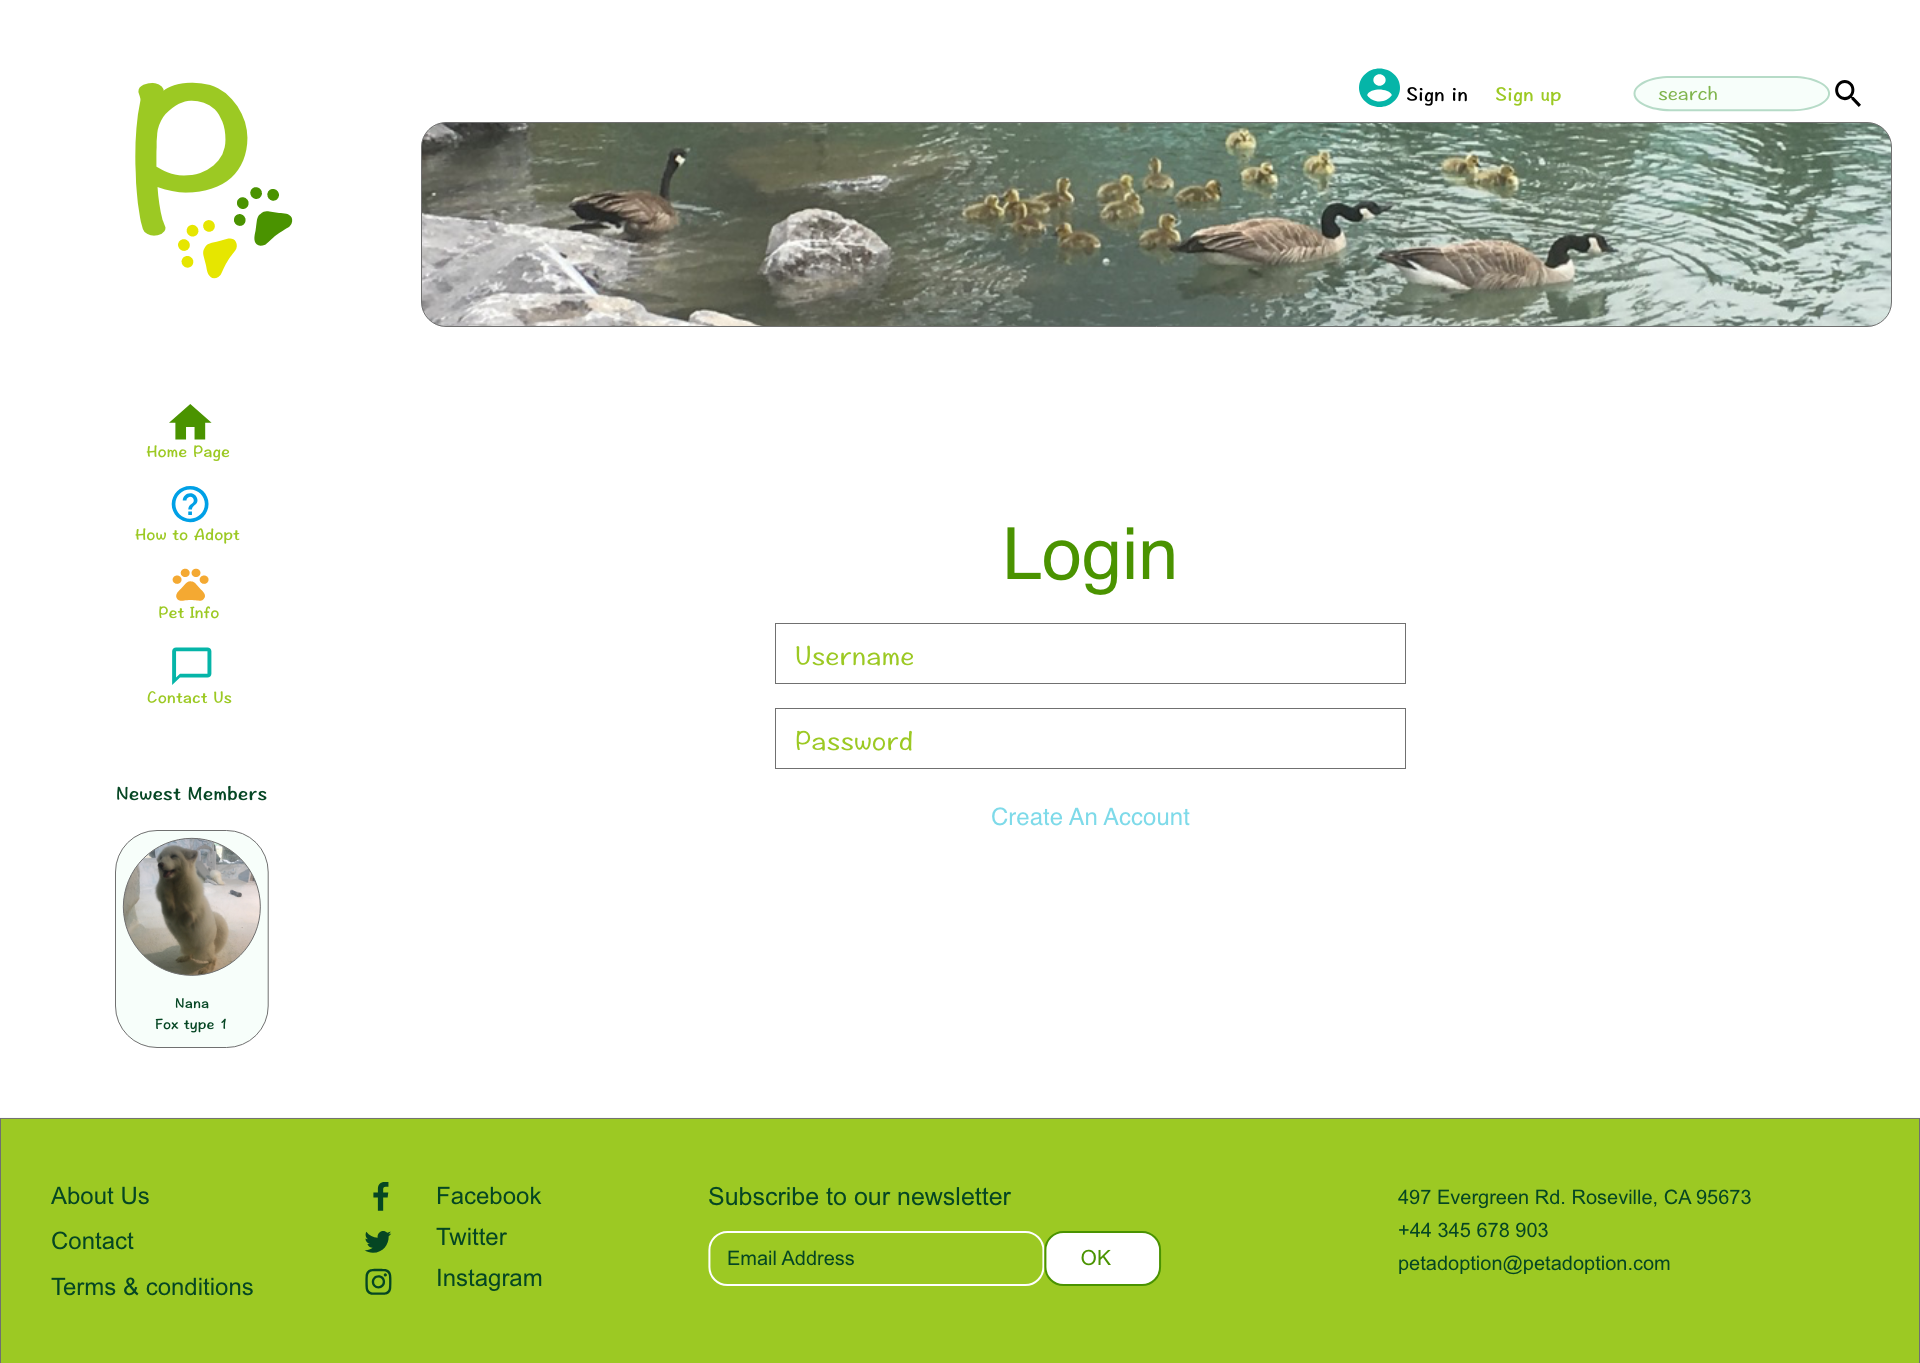 p
Sign in
Sign up
search
Home Page
How to Adopt
Pet Info
Contact Us
Newest Members
Nana
Fox type 1
Login
Username
Password
Create An Account
About Us
Contact
Terms & conditions
Facebook
Twitter
Instagram
Subscribe to our newsletter
Email Address
OK
497 Evergreen Rd. Roseville, CA 95673
+44 345 678 903
petadoption@petadoption.com